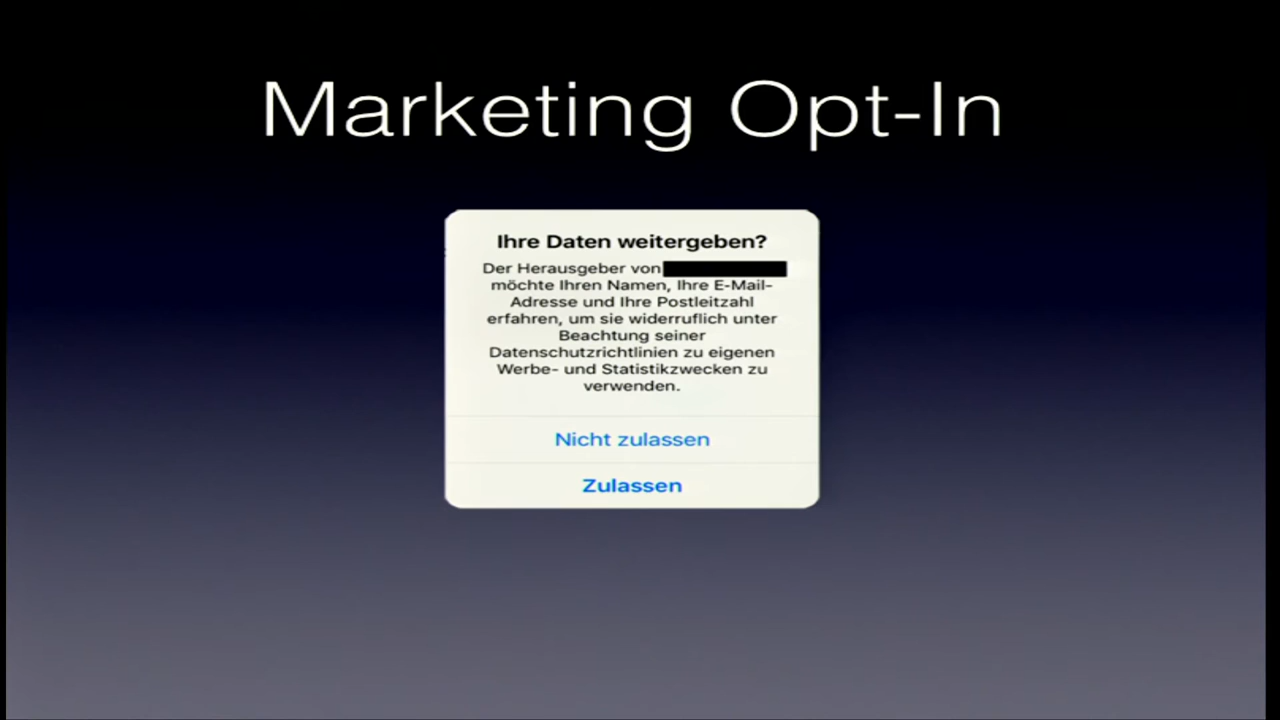 Marketing Opt-In
Ihre Daten weitergeben?
Der Herausgeber von
möchte Ihren Namen, Ihre E-Mail-
Adresse und Ihre Postleitzahl
erfahren, um sie widerruflich unter
Beachtung seiner
Datenschutzrichtlinien zu eigenen
Werbe- und Statistikzwecken zu
verwenden.
Nicht zulassen
Zulassen